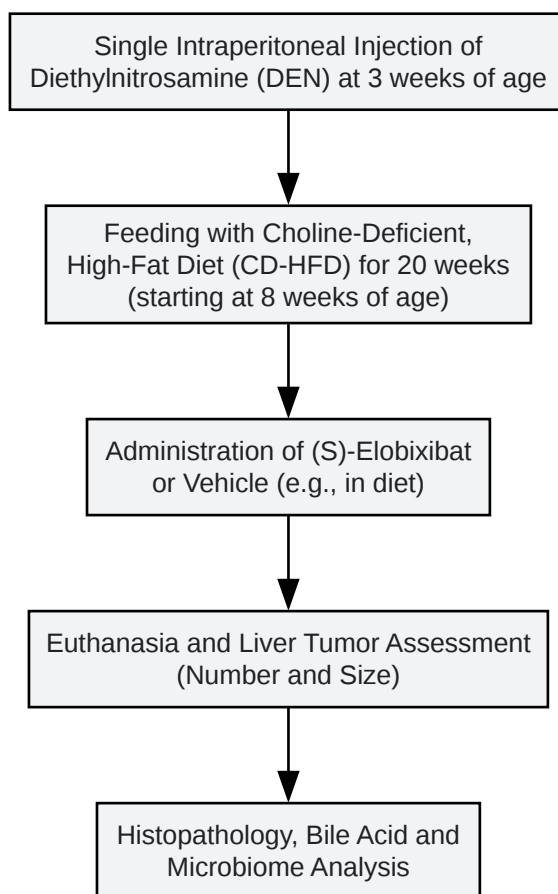 Single Intraperitoneal Injection of
Diethylnitrosamine (DEN) at 3 weeks of age
Feeding with Choline-Deficient,
High-Fat Diet (CD-HFD) for 20 weeks
(starting at 8 weeks of age)
Administration of (S)-Elobixibat
or Vehicle (e.g., in diet)
Euthanasia and Liver Tumor Assessment
(Number and Size)
Histopathology, Bile Acid and
Microbiome Analysis